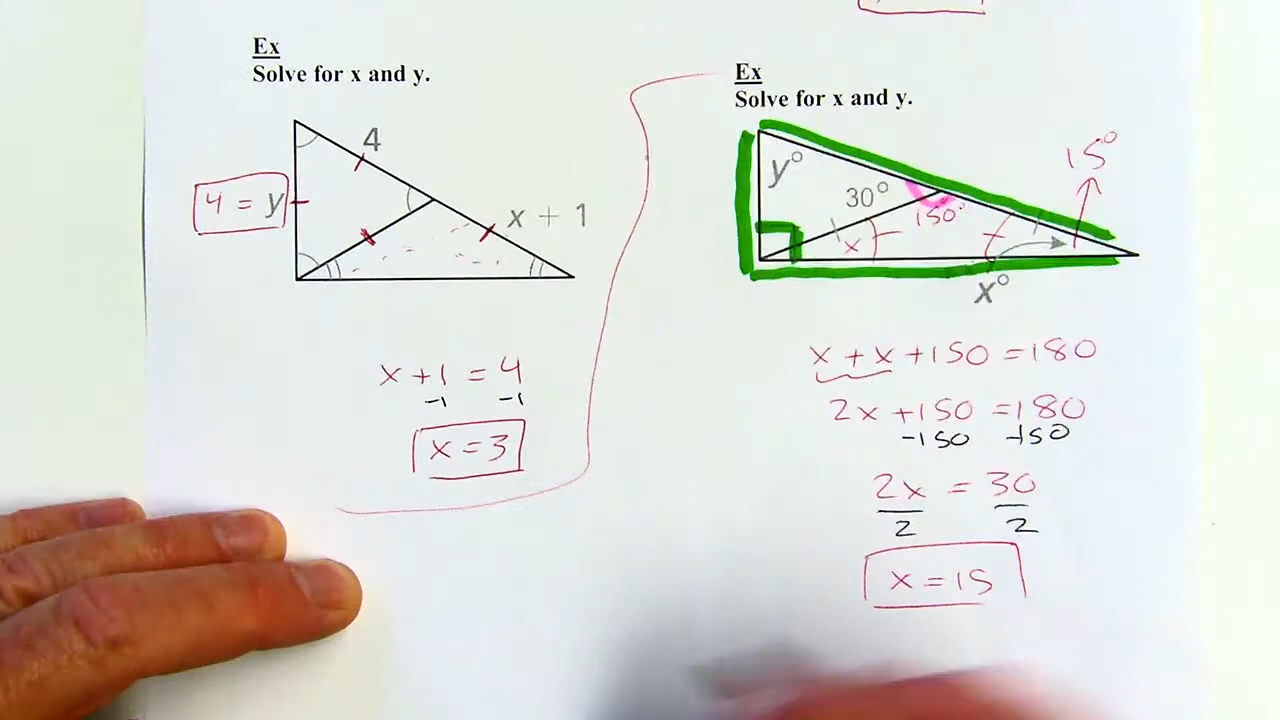 Ex
Solve for x and y.
4
4 = y
x + 1
x + 1 = 4
-1 -1
x = 3
Ex
Solve for x and y.
y°
30°
150°
15°
x
x°
x + x + 150 = 180
2x + 150 = 180
-150 -150
2x = 30
2 2
x = 15